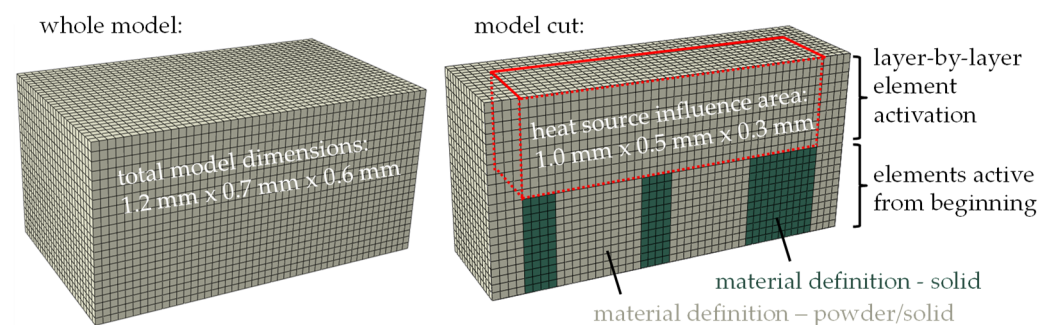 whole model:
total model dimensions:
1.2 mm x 0.7 mm x 0.6 mm
model cut:
heat source influence area:
1.0 mm x 0.5 mm x 0.3 mm
layer-by-layer
element
activation
elements active
from beginning
material definition - solid
material definition – powder/solid